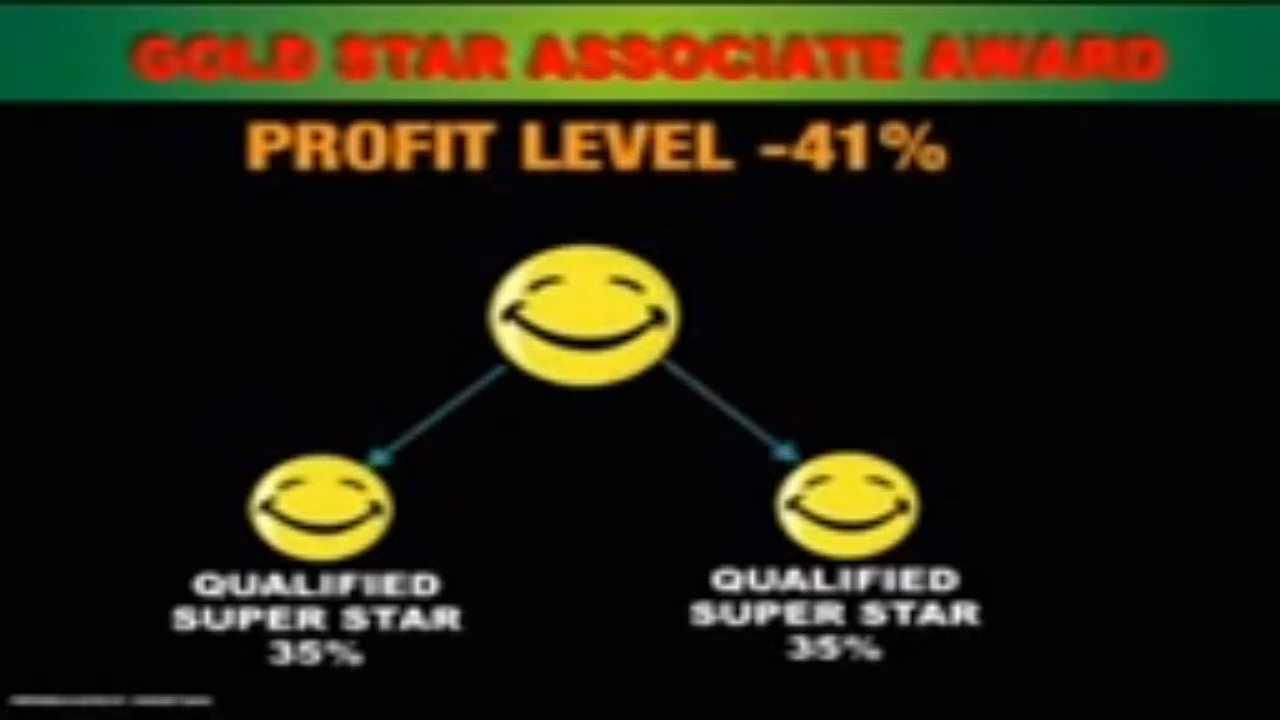 GOLD STAR ASSOCIATE AWARD
PROFIT LEVEL -41%
QUALIFIED
SUPER STAR
35%
QUALIFIED
SUPER STAR
35%